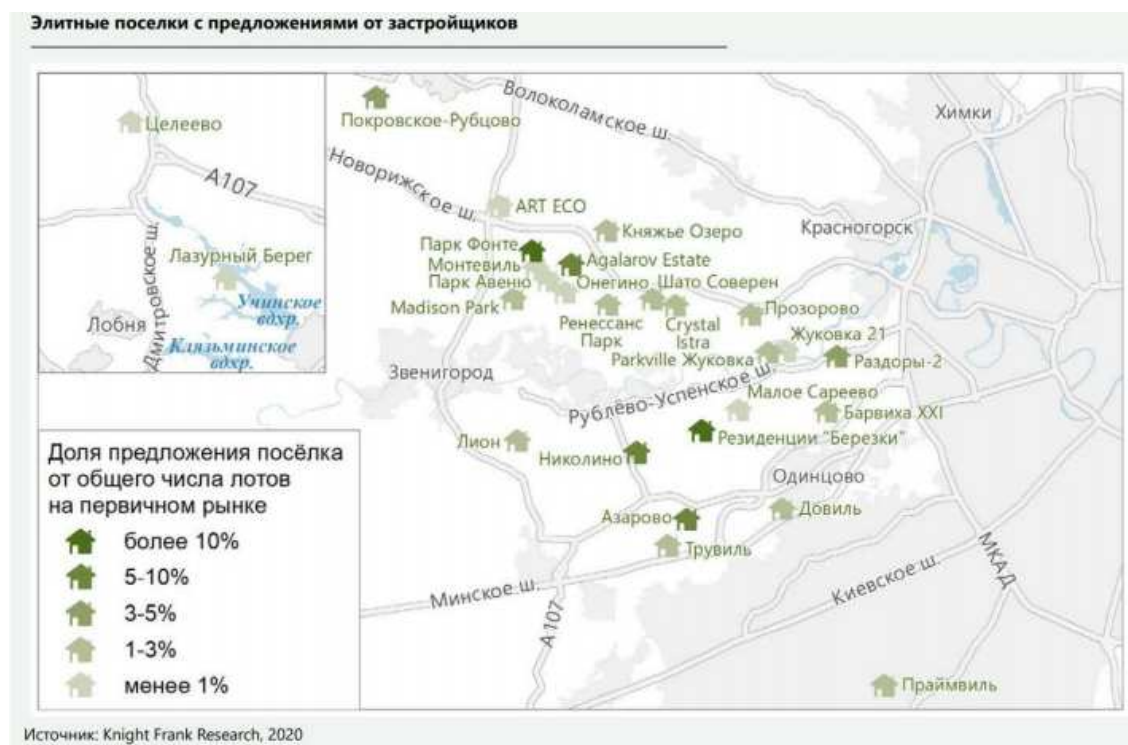 Элитные поселки с предложениями от застройщиков
Целеево
А107
Лазурный Берег
Дмитровское ш.
Учинское
вдхр.
Лобня
Клязьминское
вдхр.
Волоколамское ш.
Химки
Покровское-Рубцово
Новорижское ш.
ART ECO
Княжье Озеро
Красногорск
Парк Фонте
Agalarov Estate
Монтевиль
Парк Авеню
Онегино
Шато Соверен
Madison Park
Ренессанс
Парк
Crystal
Istra
Прозорово
Жуковка 21
Parkville Жуковка
Раздоры-2
Звенигород
Рублёво-Успенское ш.
Малое Сареево
Барвиха XXI
Лион
Резиденции "Березки"
Николино
Одинцово
Азарово
Довиль
Трувиль
Минское ш.
А107
Киевское ш.
МКАД
Праймвиль
Доля предложения посёлка
от общего числа лотов
на первичном рынке
более 10%
5-10%
3-5%
1-3%
менее 1%
Источник: Knight Frank Research, 2020